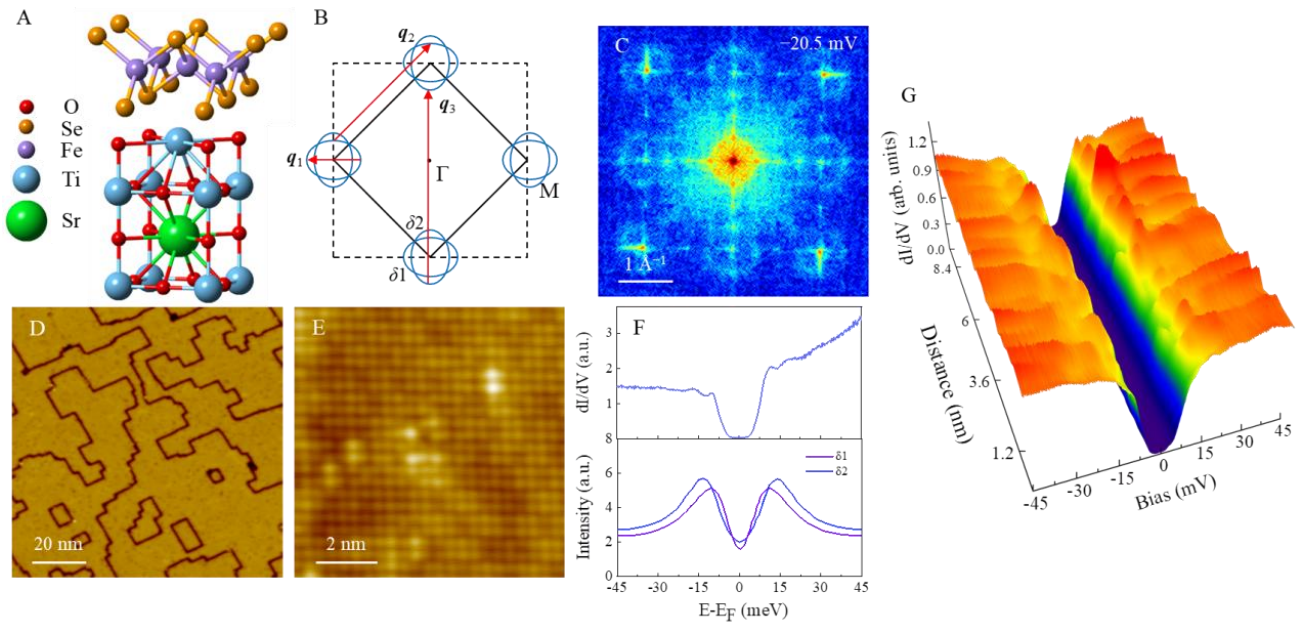 A
O
Se
Fe
Ti
Sr
B
q2
q3
q1
Γ
M
δ2
δ1
C
−20.5 mV
1 Å⁻¹
D
20 nm
E
2 nm
F
dI/dV (a.u.)
3
2
1
8
δ1
δ2
Intensity (a.u.)
6
4
2
0
-45 -30 -15 0 15 30 45
E-EF (meV)
G
dI/dV ( arb. units)
1.2
0.9
0.3
0.0
8.4
6
3.6
1.2
Distance (nm)
-45 -30 -15 0 15 30 45
Bias (mV)